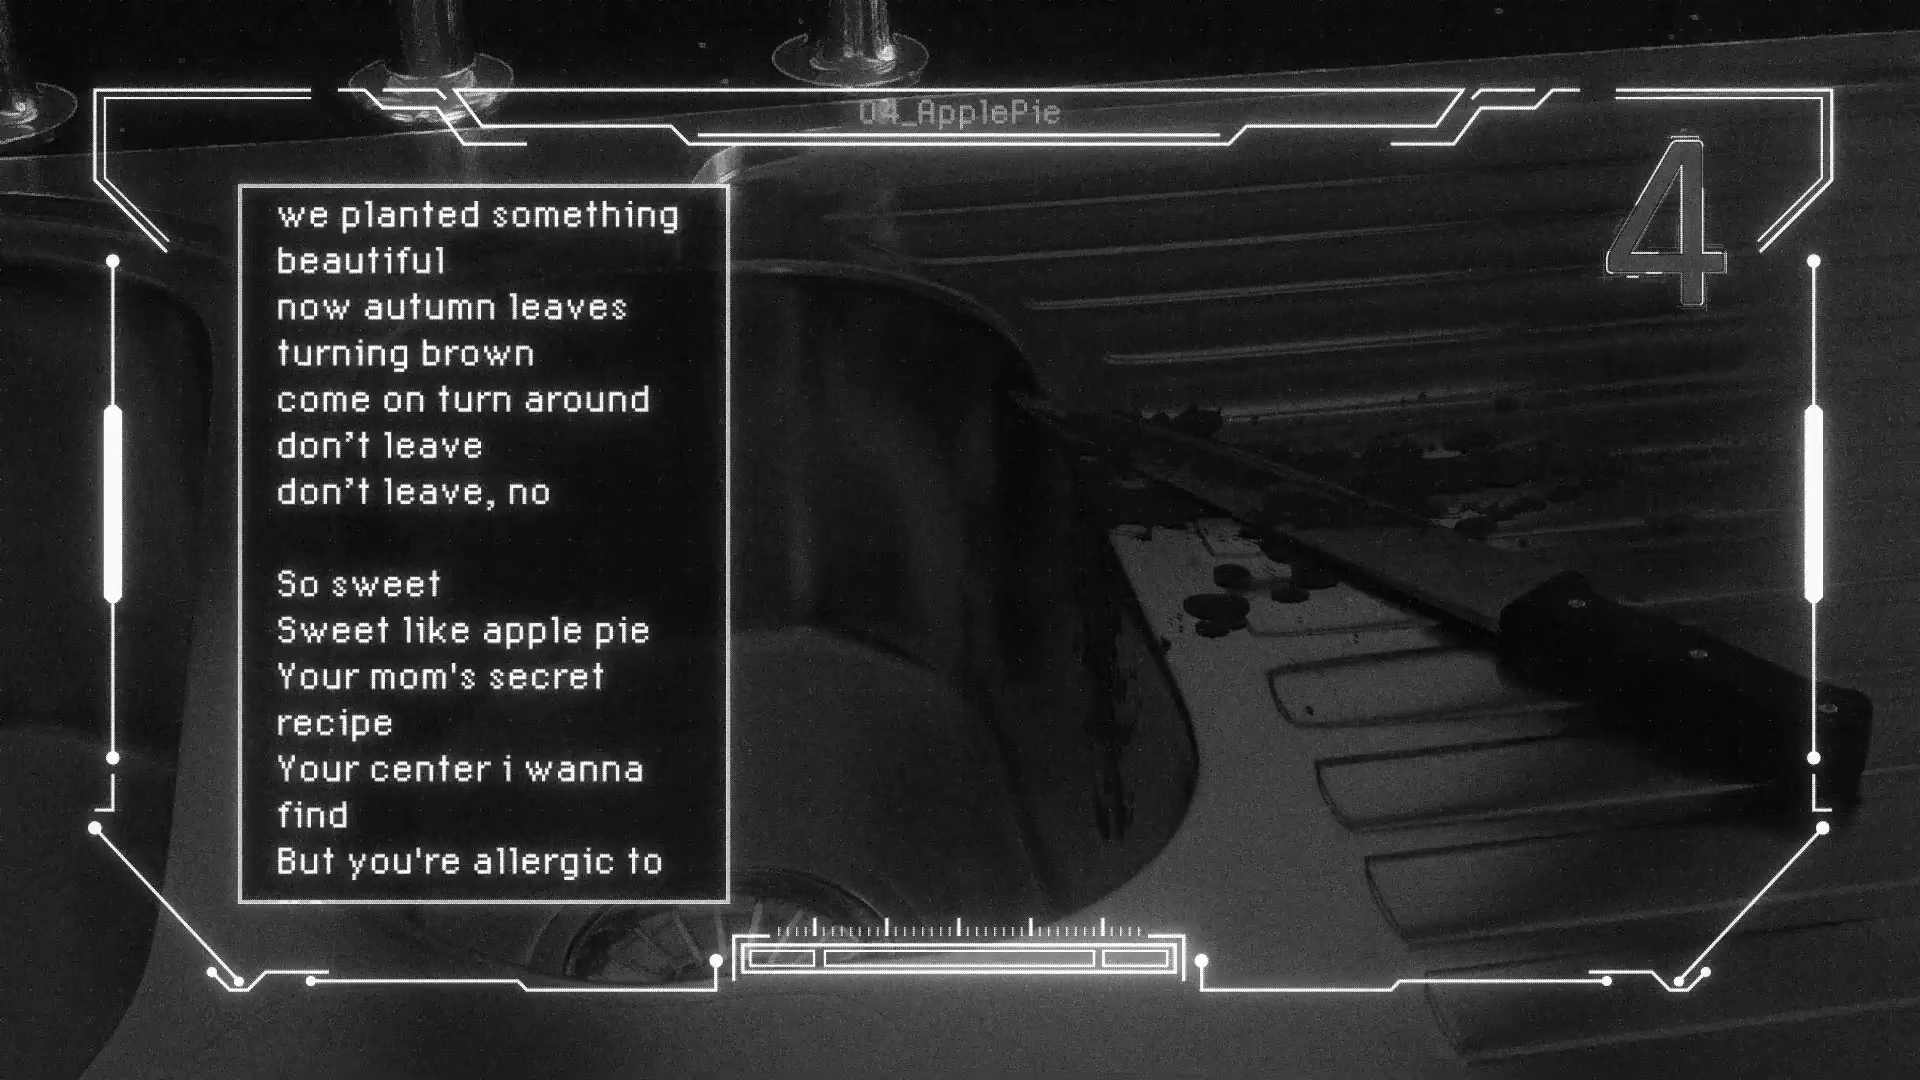 04_ApplePie
4
we planted something
beautiful
now autumn leaves
turning brown
come on turn around
don't leave
don't leave, no
So sweet
Sweet like apple pie
Your mom's secret
recipe
Your center i wanna
find
But you're allergic to